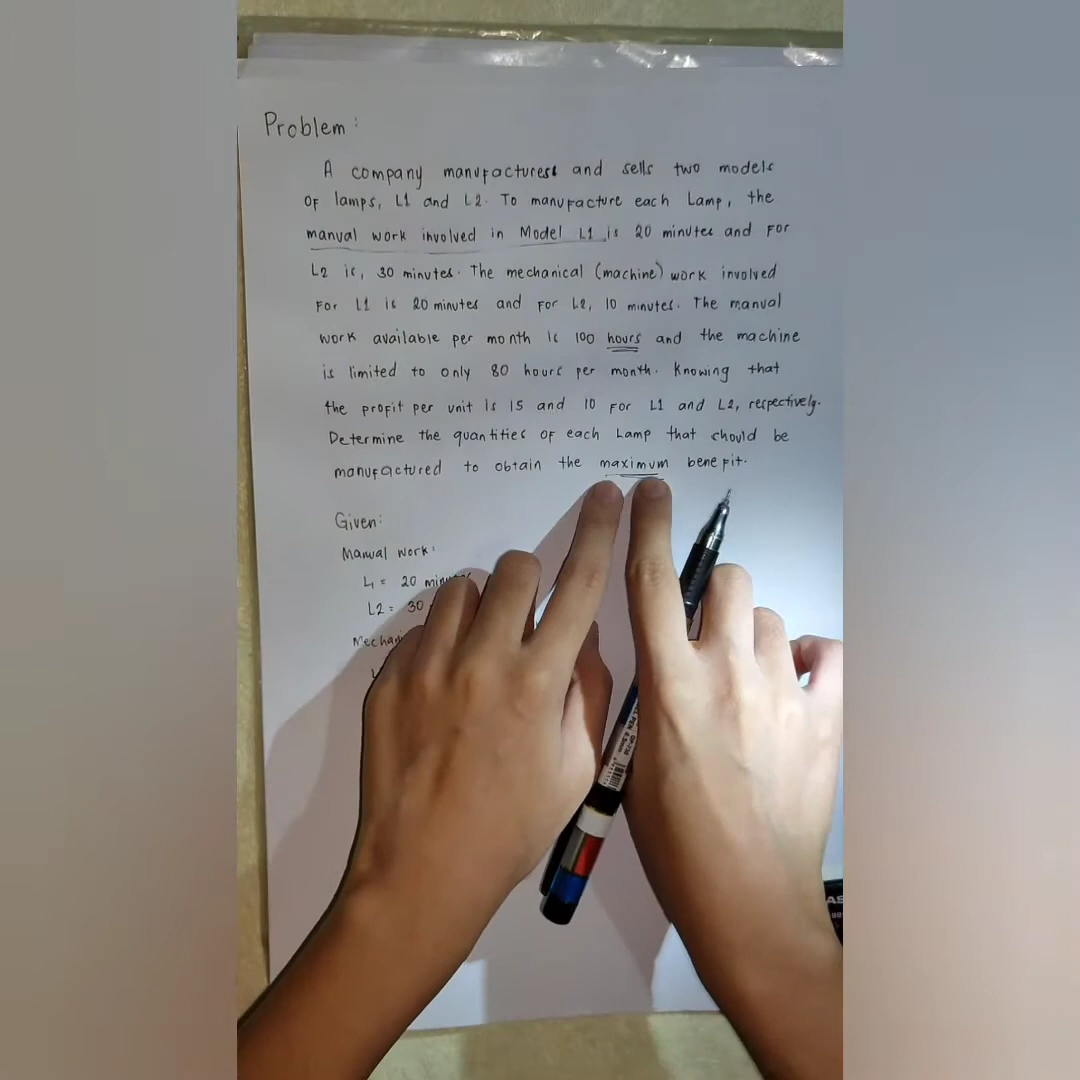 Problem:
A company manufactures and sells two models
of lamps, L1 and L2. To manufacture each Lamp, the
manual work involved in Model L1 is 20 minutes and for
L2 is, 30 minutes. The mechanical (machine) work involved
for L1 is 20 minutes and for L2, 10 minutes. The manual
work available per month is 100 hours and the machine
is limited to only 80 hours per month. Knowing that
the profit per unit is 15 and 10 for L1 and L2, respectively.
Determine the quantities of each Lamp that should be
manufactured to obtain the maximum benefit.
Given:
Manual work:
L1 = 20 minutes
L2 = 30